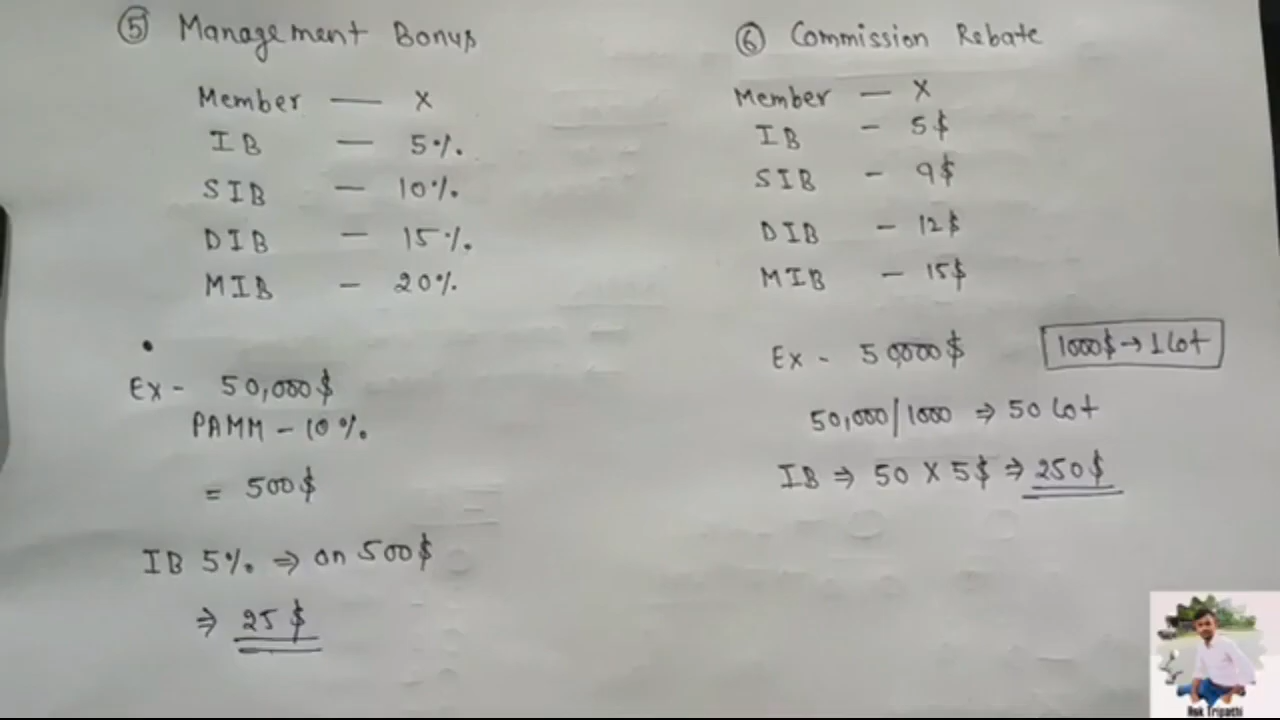 ⑤ Management Bonus
Member — X
IB — 5%.
SIB — 10%.
DIB — 15%.
MIB — 20%.
Ex - 50,000$
PAMM - 10%.
= 500$
IB 5%. ⇒ on 500$
⇒ 25$
⑥ Commission Rebate
Member — X
IB - 5$
SIB - 9$
DIB - 12$
MIB - 15$
Ex - 50,000$
1000$ → 1 Lot
50,000/1000 ⇒ 50 Lot
IB ⇒ 50 X 5$ ⇒ 250$
Ask Tripathi